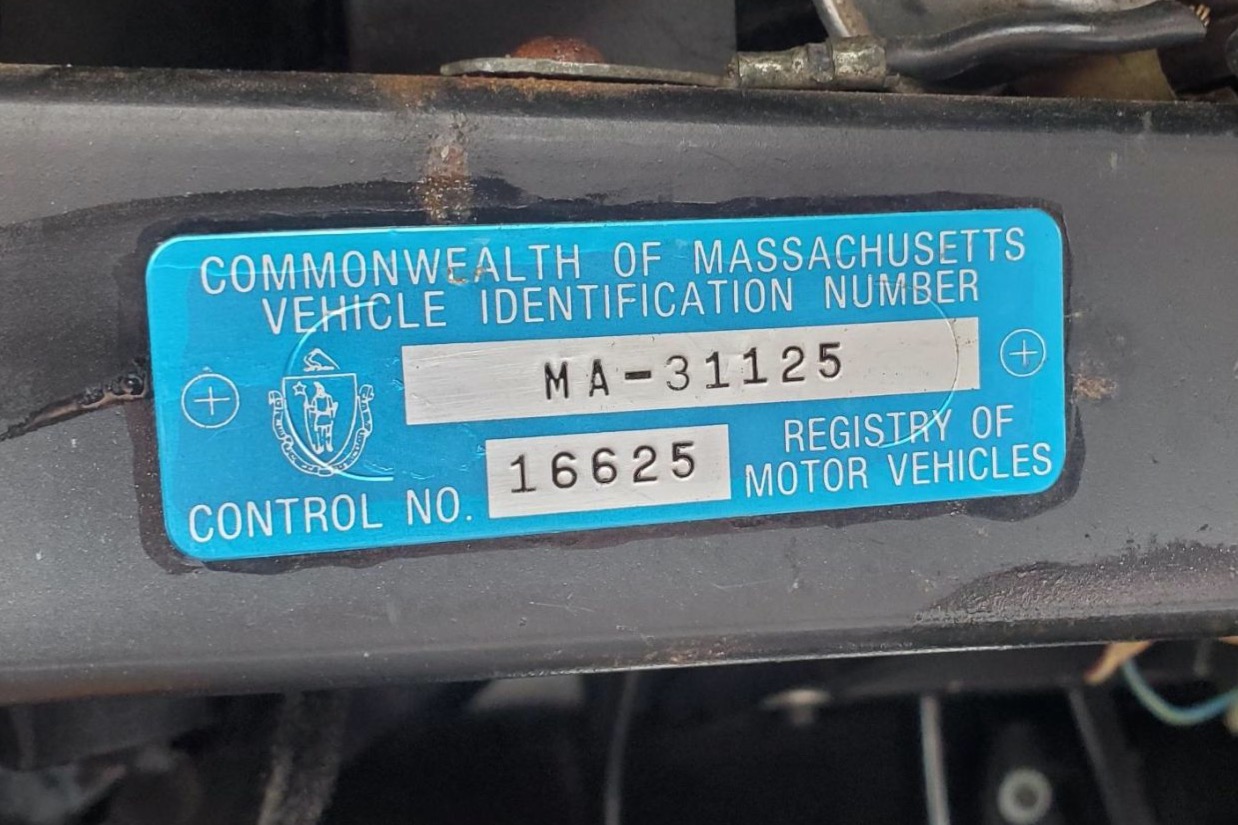 COMMONWEALTH OF MASSACHUSETTS
VEHICLE IDENTIFICATION NUMBER
MA-31125
16625
REGISTRY OF
MOTOR VEHICLES
CONTROL NO.